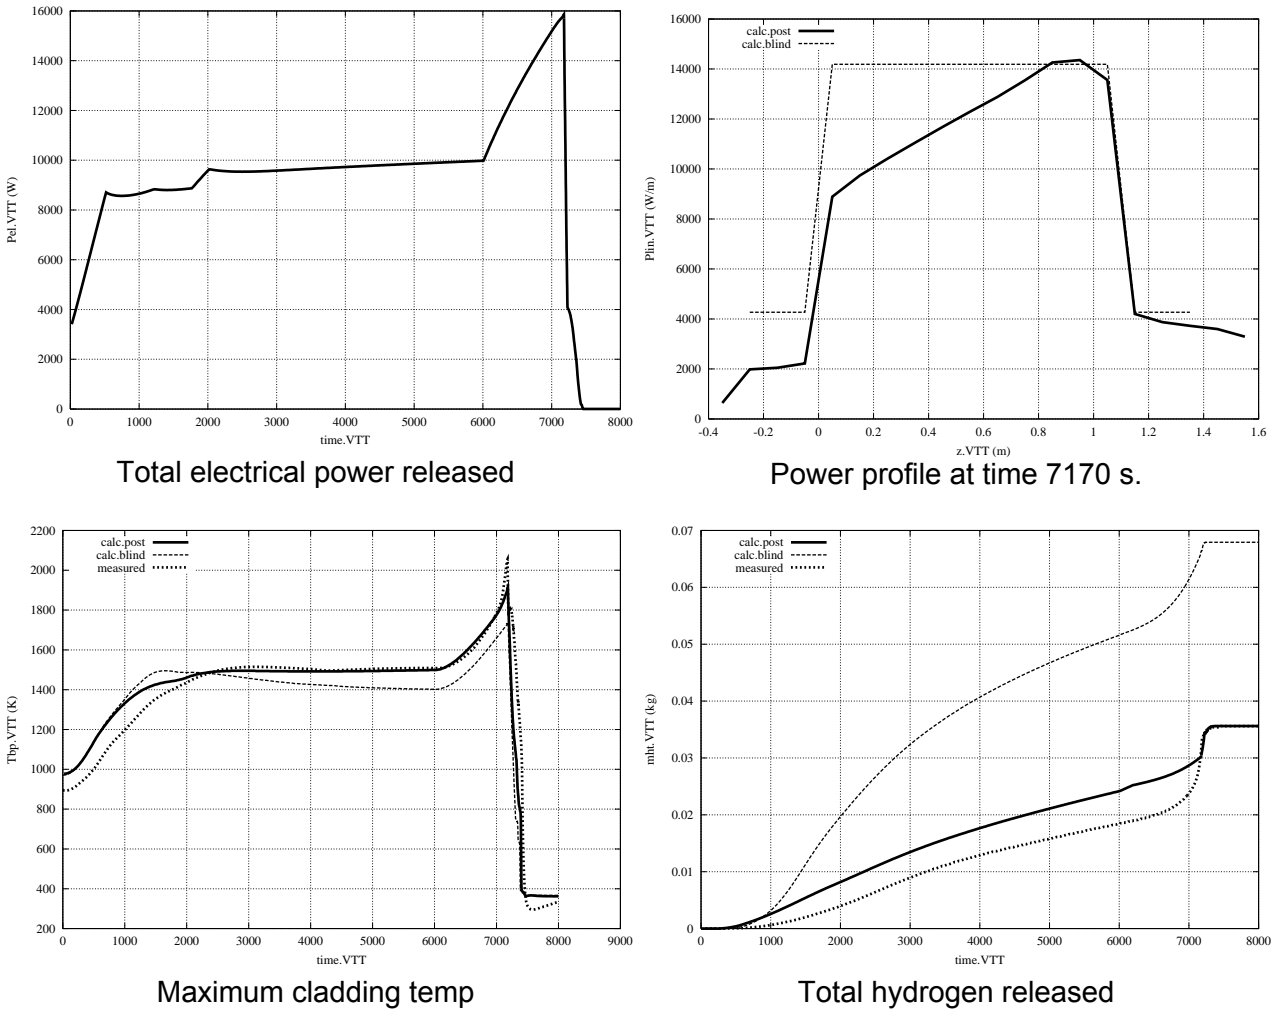 16000
14000
12000
10000
8000
6000
4000
2000
0
Pel.VTT (W)
0 1000 2000 3000 4000 5000 6000 7000 8000
time.VTT
Total electrical power released
16000
14000
12000
10000
8000
6000
4000
2000
0
Plin.VTT (W/m)
calc.post
calc.blind
-0.4 -0.2 0 0.2 0.4 0.6 0.8 1 1.2 1.4 1.6
z.VTT (m)
Power profile at time 7170 s.
2200
2000
1800
1600
1400
1200
1000
800
600
400
200
Tbp.VTT (K)
calc.post
calc.blind
measured
0 1000 2000 3000 4000 5000 6000 7000 8000 9000
time.VTT
Maximum cladding temp
0.07
0.06
0.05
0.04
0.03
0.02
0.01
0
mht.VTT (kg)
calc.post
calc.blind
measured
0 1000 2000 3000 4000 5000 6000 7000 8000
time.VTT
Total hydrogen released